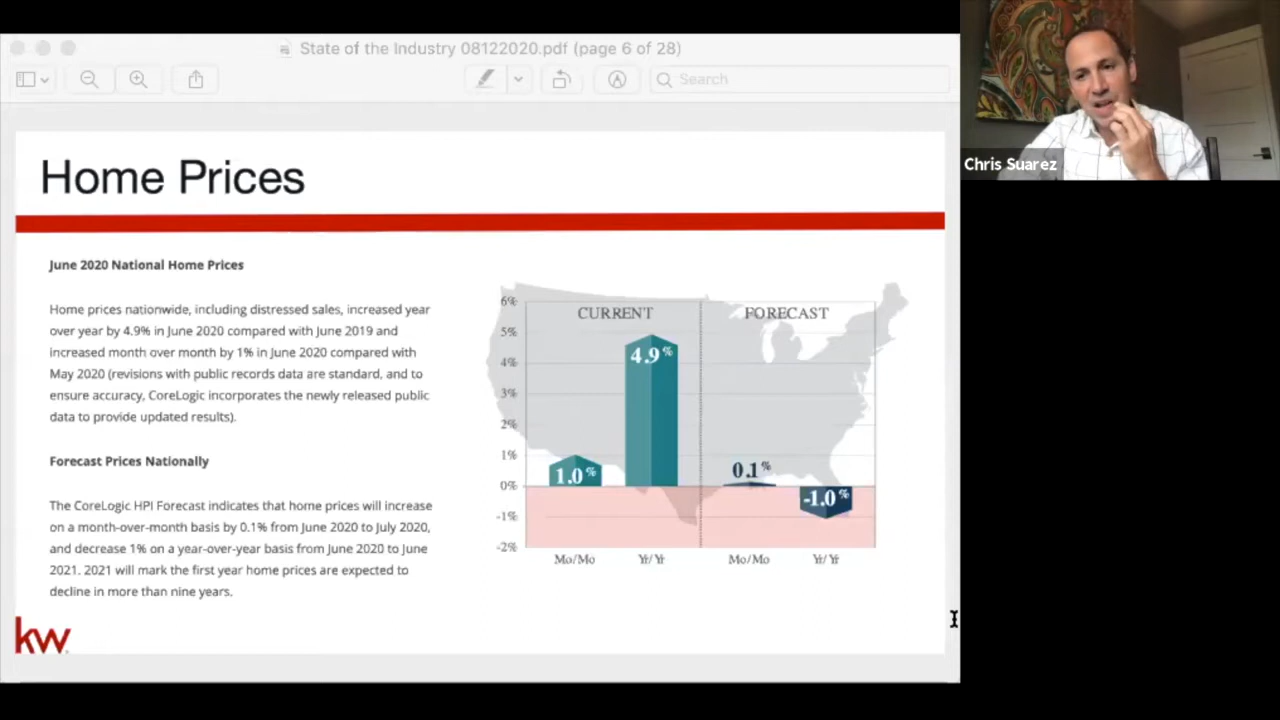 State of the Industry 08122020.pdf (page 6 of 28)
Search
Chris Suarez
Home Prices
June 2020 National Home Prices
Home prices nationwide, including distressed sales, increased year
over year by 4.9% in June 2020 compared with June 2019 and
increased month over month by 1% in June 2020 compared with
May 2020 (revisions with public records data are standard, and to
ensure accuracy, CoreLogic incorporates the newly released public
data to provide updated results).
Forecast Prices Nationally
The CoreLogic HPI Forecast indicates that home prices will increase
on a month-over-month basis by 0.1% from June 2020 to July 2020,
and decrease 1% on a year-over-year basis from June 2020 to June
2021. 2021 will mark the first year home prices are expected to
decline in more than nine years.
CURRENT FORECAST
6%
5%
4%
3%
2%
1%
0%
-1%
-2%
1.0%
4.9%
0.1%
-1.0%
Mo/Mo Yr/Yr Mo/Mo Yr/Yr
kw